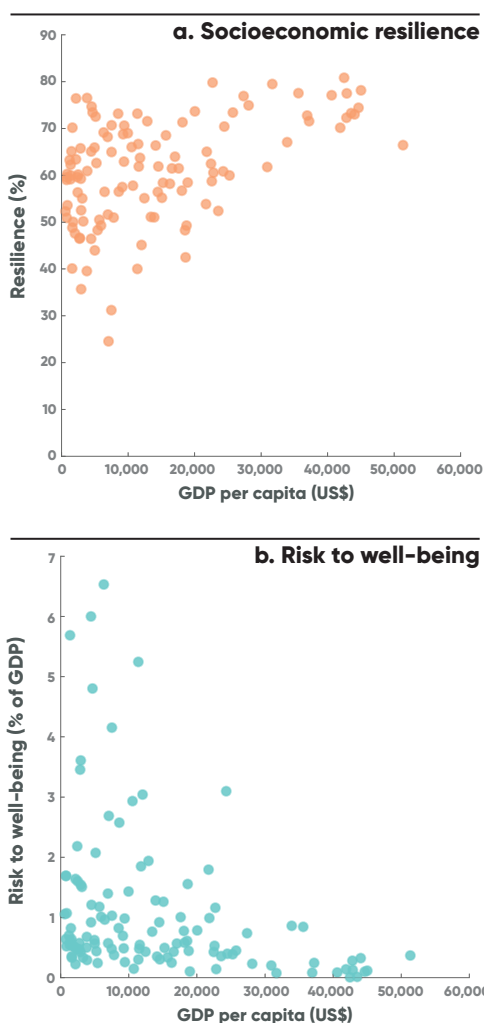 a. Socioeconomic resilience
90
80
70
60
50
40
30
20
10
0
Resilience (%)
0 10,000 20,000 30,000 40,000 50,000 60,000
GDP per capita (US$)
b. Risk to well-being
7
6
5
4
3
2
1
0
Risk to well-being (% of GDP)
0 10,000 20,000 30,000 40,000 50,000 60,000
GDP per capita (US$)